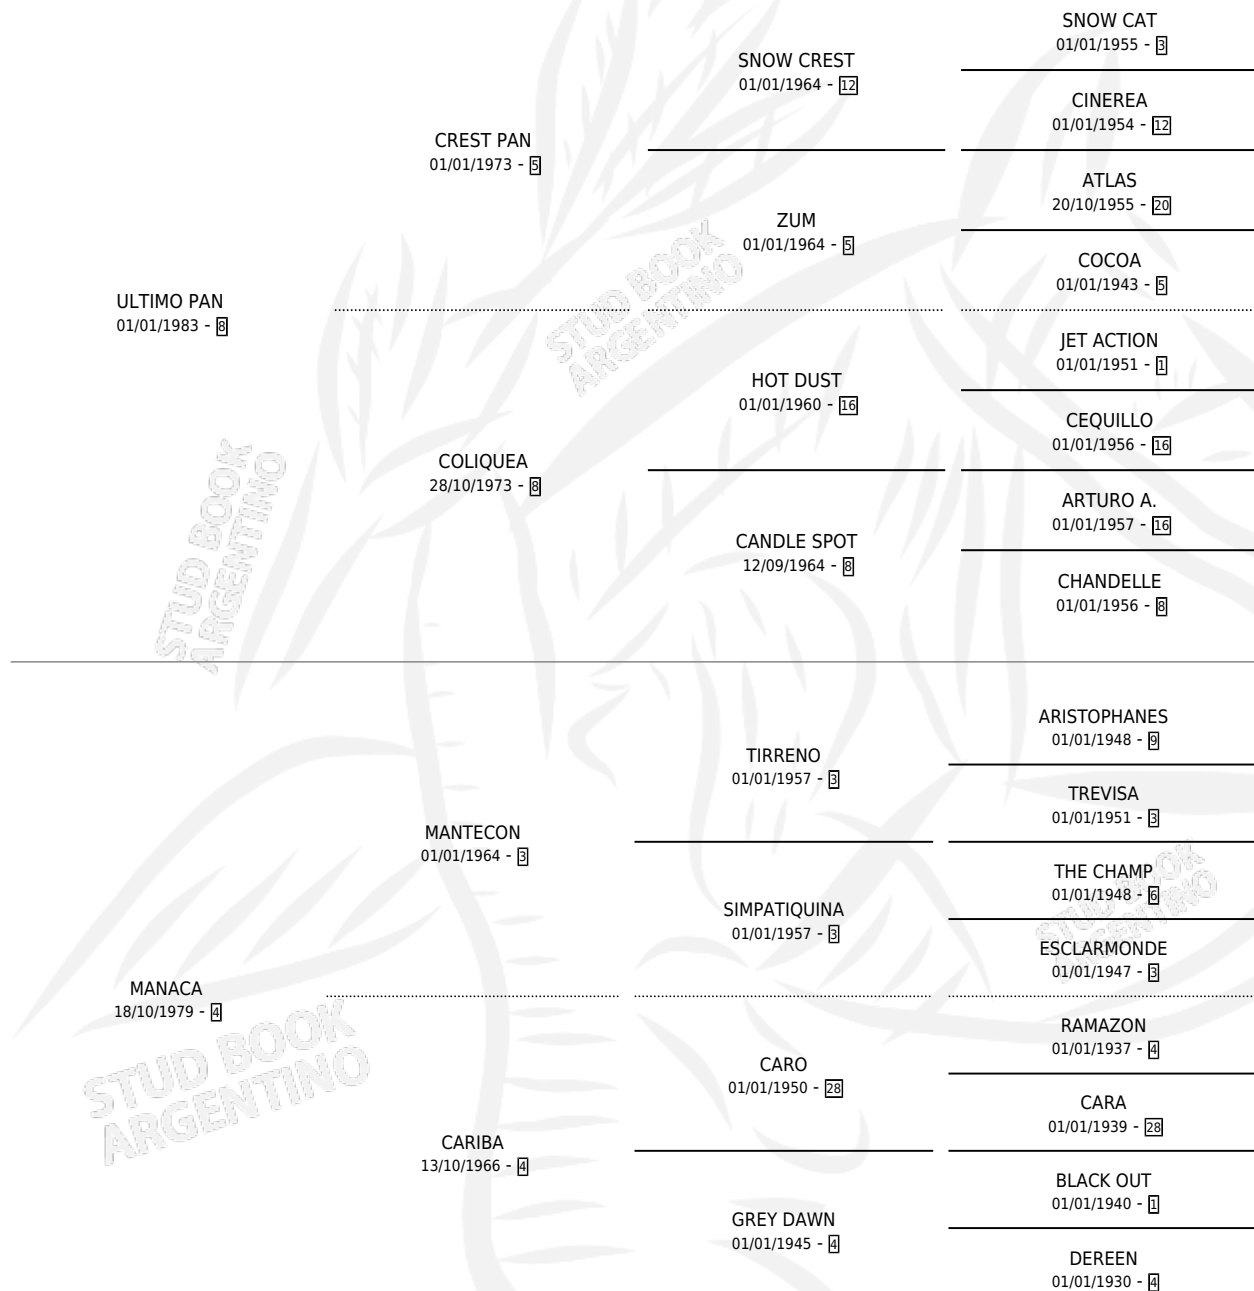 SNOW CAT
01/01/1955 - 3
SNOW CREST
01/01/1964 - 12
CINEREA
01/01/1954 - 12
CREST PAN
01/01/1973 - 5
ATLAS
20/10/1955 - 20
ZUM
01/01/1964 - 5
COCOA
01/01/1943 - 5
ULTIMO PAN
01/01/1983 - 8
JET ACTION
01/01/1951 - 1
HOT DUST
01/01/1960 - 16
CEQUILLO
01/01/1956 - 16
COLIQUEA
28/10/1973 - 8
ARTURO A.
01/01/1957 - 16
CANDLE SPOT
12/09/1964 - 8
CHANDELLE
01/01/1956 - 8
STUD BOOK
ARGENTINO
STUD BOOK
ARGENTINO
ARISTOPHANES
01/01/1948 - 9
TIRRENO
01/01/1957 - 3
TREVISA
01/01/1951 - 3
MANTECON
01/01/1964 - 3
THE CHAMP
01/01/1948 - 6
SIMPATIQUINA
01/01/1957 - 3
ESCLARMONDE
01/01/1947 - 3
MANACA
18/10/1979 - 4
RAMAZON
01/01/1937 - 4
CARO
01/01/1950 - 28
CARA
01/01/1939 - 28
CARIBA
13/10/1966 - 4
BLACK OUT
01/01/1940 - 1
GREY DAWN
01/01/1945 - 4
DEREEN
01/01/1930 - 4
STUD BOOK
ARGENTINO
STUD BOOK
ARGENTINO